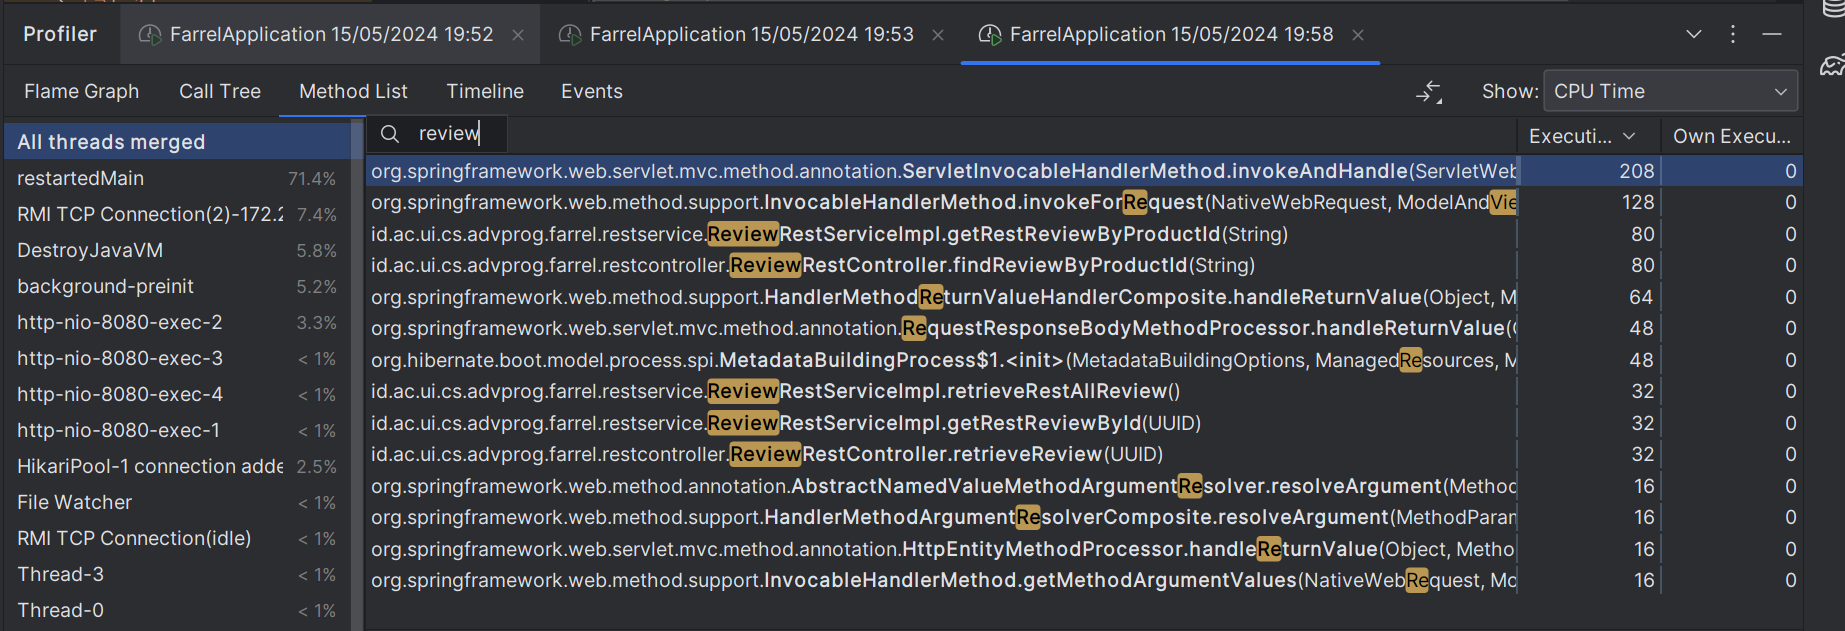 Profiler FarrelApplication 15/05/2024 19:52 FarrelApplication 15/05/2024 19:53 FarrelApplication 15/05/2024 19:58
Flame Graph Call Tree Method List Timeline Events Show: CPU Time
review
Executi... Own Execu...
All threads merged
restartedMain 71.4%
RMI TCP Connection(2)-172.2 7.4%
DestroyJavaVM 5.8%
background-preinit 5.2%
http-nio-8080-exec-2 3.3%
http-nio-8080-exec-3 < 1%
http-nio-8080-exec-4 < 1%
http-nio-8080-exec-1 < 1%
HikariPool-1 connection adde 2.5%
File Watcher < 1%
RMI TCP Connection(idle) < 1%
Thread-3 < 1%
Thread-0 < 1%
org.springframework.web.servlet.mvc.method.annotation.ServletInvocableHandlerMethod.invokeAndHandle(ServletWeb 208 0
org.springframework.web.method.support.InvocableHandlerMethod.invokeForRequest(NativeWebRequest, ModelAndVie 128 0
id.ac.ui.cs.advprog.farrel.restservice.ReviewRestServiceImpl.getRestReviewByProductId(String) 80 0
id.ac.ui.cs.advprog.farrel.restcontroller.ReviewRestController.findReviewByProductId(String) 80 0
org.springframework.web.method.support.HandlerMethodReturnValueHandlerComposite.handleReturnValue(Object, M 64 0
org.springframework.web.servlet.mvc.method.annotation.RequestResponseBodyMethodProcessor.handleReturnValue( 48 0
org.hibernate.boot.model.process.spi.MetadataBuildingProcess$1.<init>(MetadataBuildingOptions, ManagedResources, M 48 0
id.ac.ui.cs.advprog.farrel.restservice.ReviewRestServiceImpl.retrieveRestAllReview() 32 0
id.ac.ui.cs.advprog.farrel.restservice.ReviewRestServiceImpl.getRestReviewById(UUID) 32 0
id.ac.ui.cs.advprog.farrel.restcontroller.ReviewRestController.retrieveReview(UUID) 32 0
org.springframework.web.method.annotation.AbstractNamedValueMethodArgumentResolver.resolveArgument(Method 16 0
org.springframework.web.method.support.HandlerMethodArgumentResolverComposite.resolveArgument(MethodParam 16 0
org.springframework.web.servlet.mvc.method.annotation.HttpEntityMethodProcessor.handleReturnValue(Object, Metho 16 0
org.springframework.web.method.support.InvocableHandlerMethod.getMethodArgumentValues(NativeWebRequest, Mo 16 0